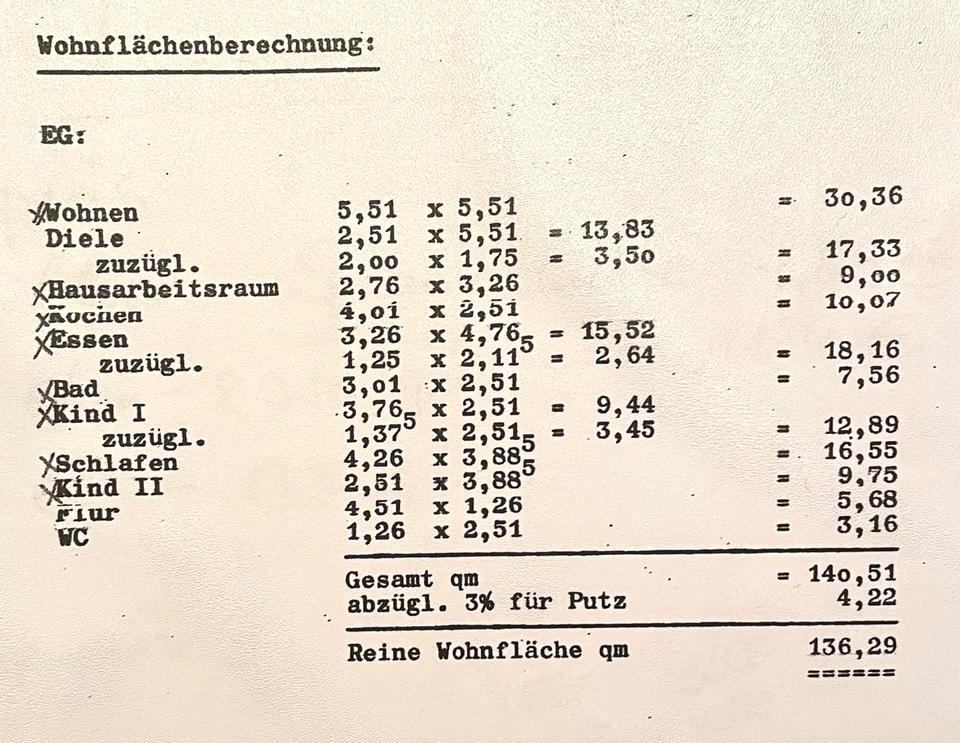 Wohnflächenberechnung:
EG:
Wohnen 5,51 x 5,51 = 30,36
Diele 2,51 x 5,51 = 13,83
zuzügl. 2,00 x 1,75 = 3,50 = 17,33
Hausarbeitsraum 2,76 x 3,26 = 9,00
Kochen 4,01 x 2,51 = 10,07
Essen 3,26 x 4,76 = 15,52
zuzügl. 1,25 x 2,11⁵ = 2,64 = 18,16
Bad 3,01 x 2,51 = 7,56
Kind I 3,76 x 2,51 = 9,44
zuzügl. 1,37⁵ x 2,51 = 3,45 = 12,89
Schlafen 4,26 x 3,88⁵ = 16,55
Kind II 2,51 x 3,88⁵ = 9,75
Flur 4,51 x 1,26 = 5,68
WC 1,26 x 2,51 = 3,16
Gesamt qm = 140,51
abzügl. 3% für Putz 4,22
Reine Wohnfläche qm 136,29
======